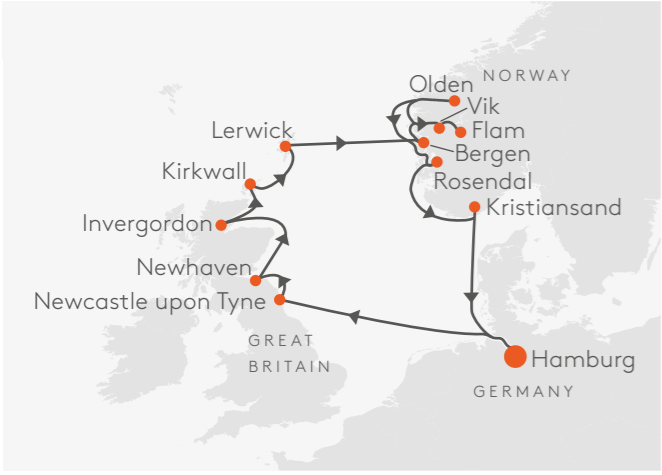 Olden
NORWAY
Vik
Lerwick
Flam
Bergen
Kirkwall
Rosendal
Kristiansand
Invergordon
Newhaven
Newcastle upon Tyne
GREAT
BRITAIN
Hamburg
GERMANY